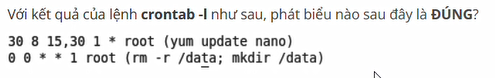 Với kết quả của lệnh crontab -l như sau, phát biểu nào sau đây là ĐÚNG?
30 8 15,30 1 * root (yum update nano)
0 0 * * 1 root (rm -r /data; mkdir /data)